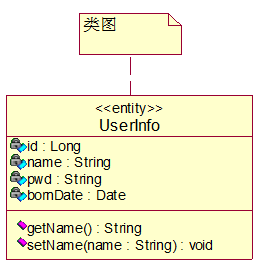 类图
<<entity>>
UserInfo
id : Long
name : String
pwd : String
bornDate : Date
getName() : String
setName(name : String) : void